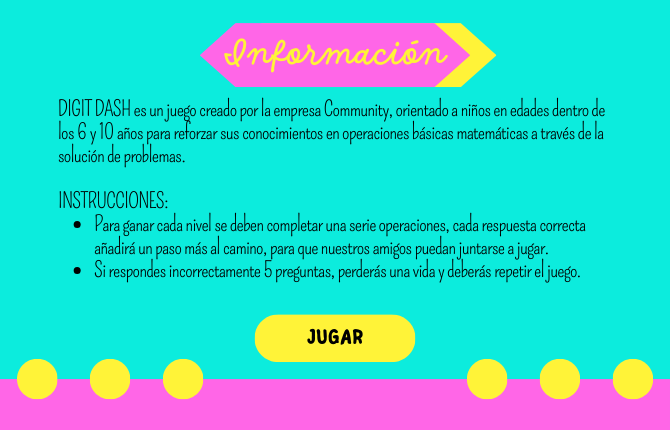 Información
DIGIT DASH es un juego creado por la empresa Community, orientado a niños en edades dentro de
los 6 y 10 años para reforzar sus conocimientos en operaciones básicas matemáticas a través de la
solución de problemas.
INSTRUCCIONES:
• Para ganar cada nivel se deben completar una serie operaciones, cada respuesta correcta
añadirá un paso más al camino, para que nuestros amigos puedan juntarse a jugar.
• Si respondes incorrectamente 5 preguntas, perderás una vida y deberás repetir el juego.
JUGAR